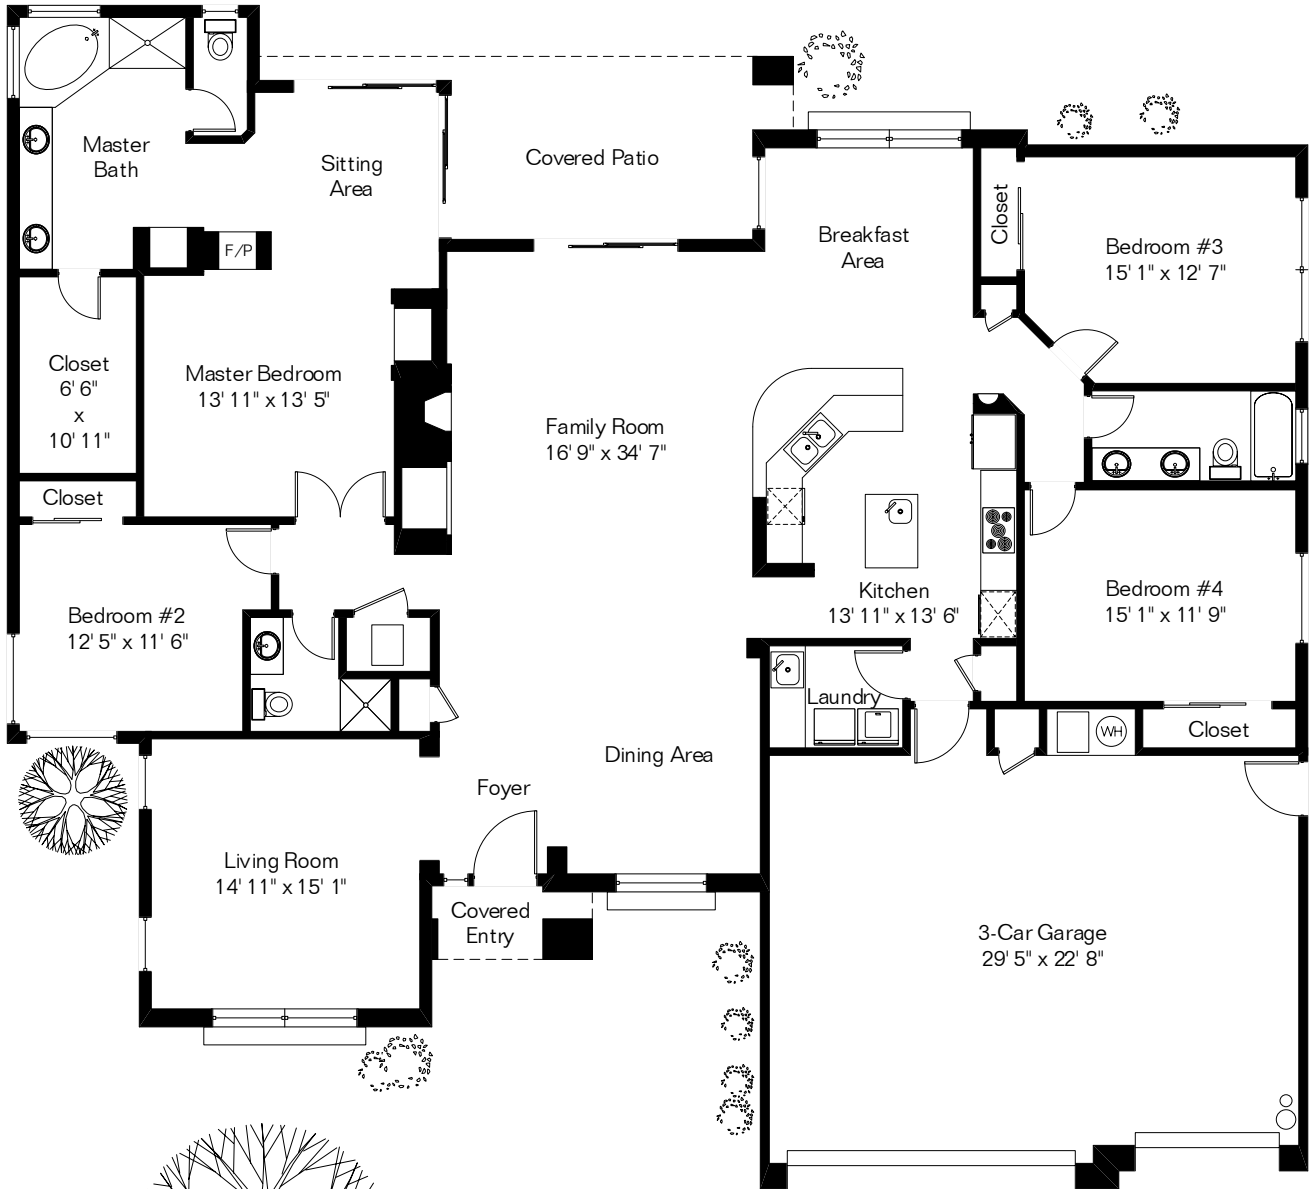 Master
Bath
Sitting
Area
Covered Patio
Closet
Bedroom #3
15' 1" x 12' 7"
Breakfast
Area
F/P
Closet
6' 6"
x
10' 11"
Master Bedroom
13' 11" x 13' 5"
Family Room
16' 9" x 34' 7"
Closet
Bedroom #2
12' 5" x 11' 6"
Kitchen
13' 11" x 13' 6"
Bedroom #4
15' 1" x 11' 9"
Laundry
WH
Closet
Dining Area
Foyer
Living Room
14' 11" x 15' 1"
Covered
Entry
3-Car Garage
29' 5" x 22' 8"